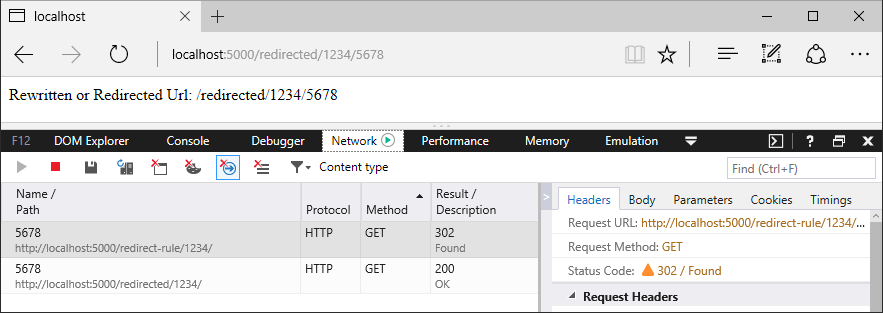 localhost
localhost:5000/redirected/1234/5678
Rewritten or Redirected Url: /redirected/1234/5678
F12 DOM Explorer Console Debugger Network Performance Memory Emulation ?
Content type Find (Ctrl+F)
Name / Path Protocol Method Result / Description
Headers Body Parameters Cookies Timings
5678 HTTP GET 302
http://localhost:5000/redirect-rule/1234/ Found
5678 HTTP GET 200
http://localhost:5000/redirected/1234/ OK
Request URL: http://localhost:5000/redirect-rule/1234/...
Request Method: GET
Status Code: 302 / Found
Request Headers